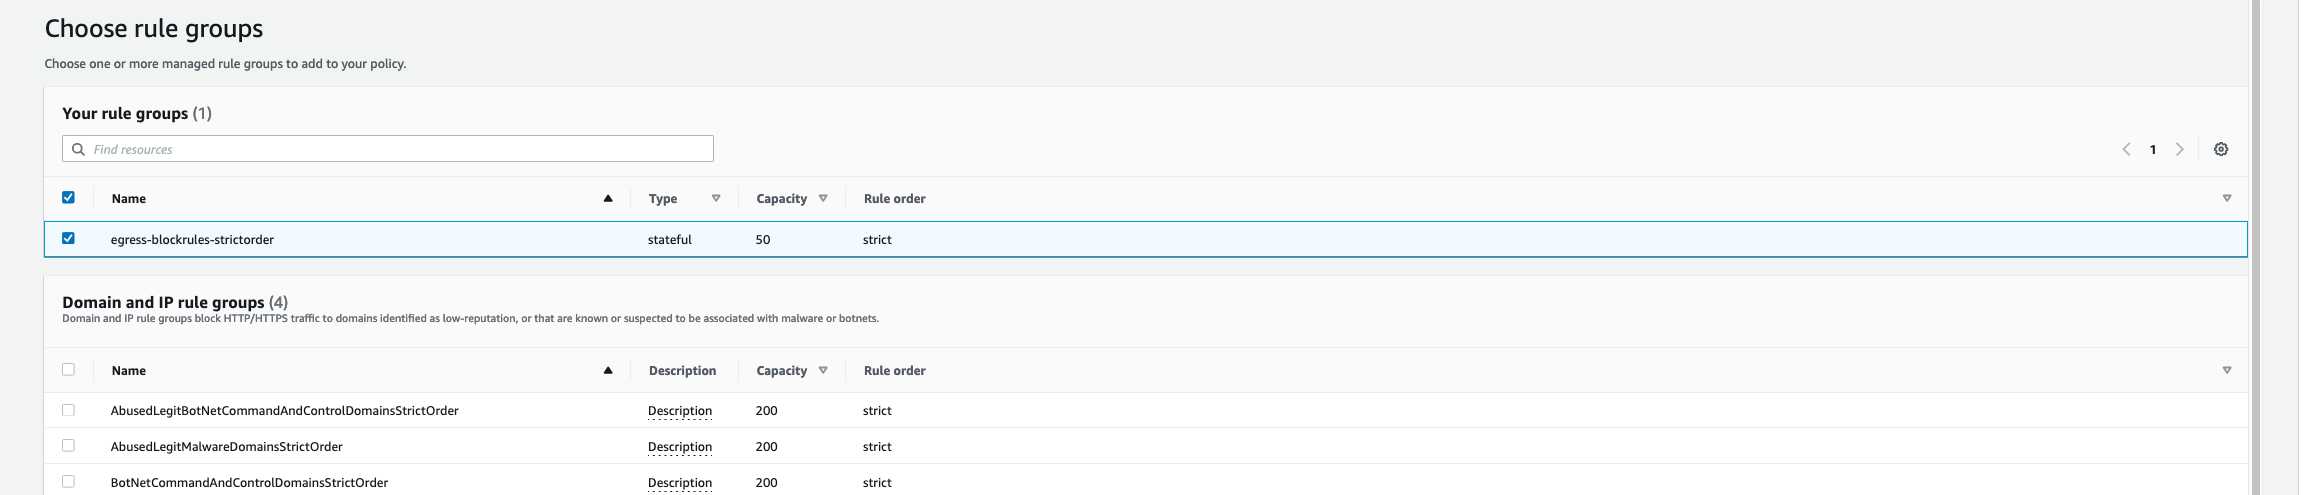 Choose rule groups
Choose one or more managed rule groups to add to your policy.
Your rule groups (1)
Find resources
1
Name Type Capacity Rule order
egress-blockrules-strictorder stateful 50 strict
Domain and IP rule groups (4)
Domain and IP rule groups block HTTP/HTTPS traffic to domains identified as low-reputation, or that are known or suspected to be associated with malware or botnets.
Name Description Capacity Rule order
AbusedLegitBotNetCommandAndControlDomainsStrictOrder Description 200 strict
AbusedLegitMalwareDomainsStrictOrder Description 200 strict
BotNetCommandAndControlDomainsStrictOrder Description 200 strict